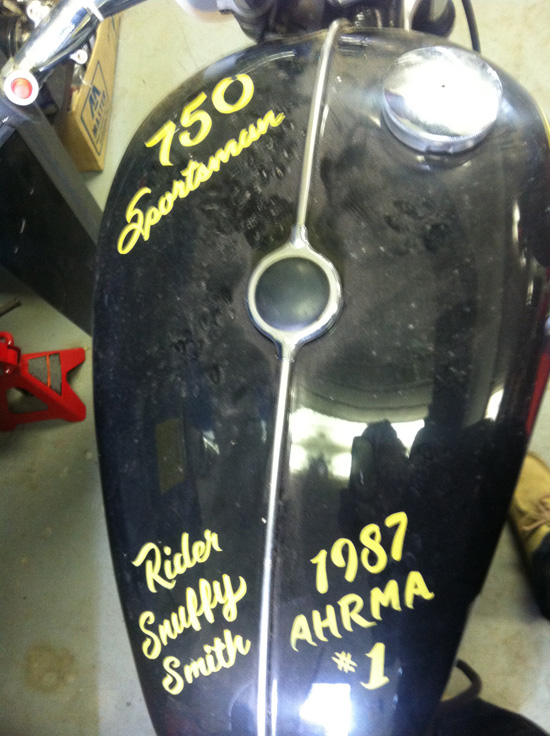 750
Sportsman
Rider
Snuffy
Smith
1987
AHRMA
#1